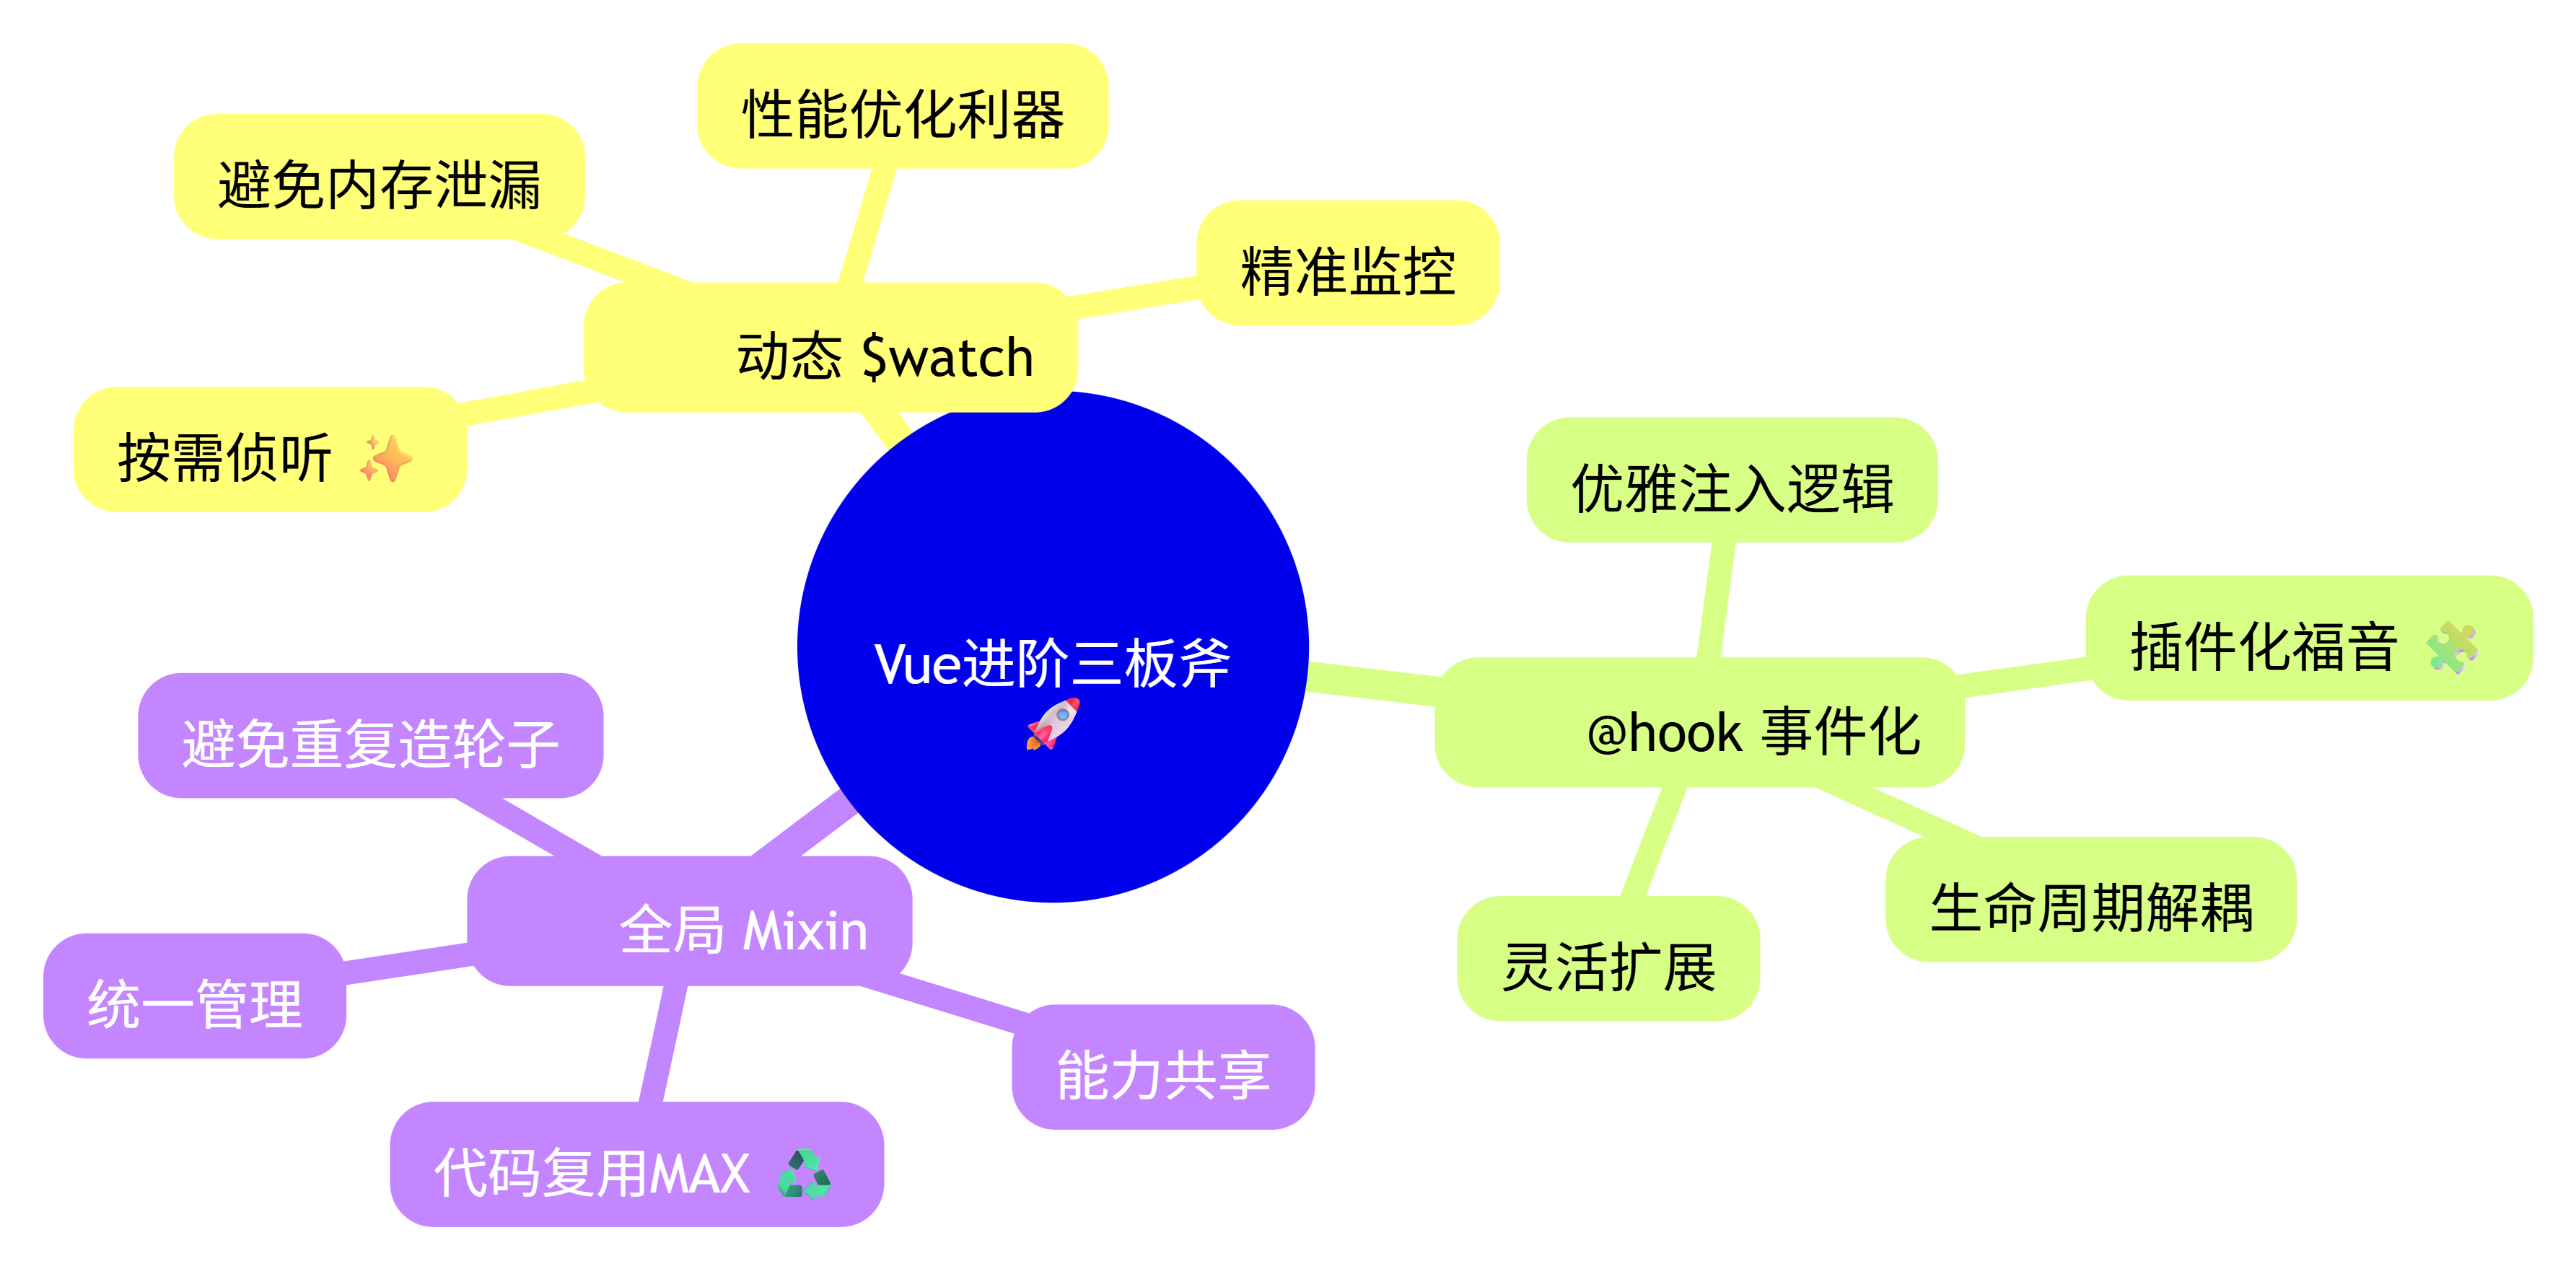 性能优化利器
避免内存泄漏
精准监控
动态 $watch
按需侦听 ✨
Vue进阶三板斧
🚀
优雅注入逻辑
插件化福音 🧩
@hook 事件化
生命周期解耦
灵活扩展
避免重复造轮子
全局 Mixin
统一管理
能力共享
代码复用MAX ♻️